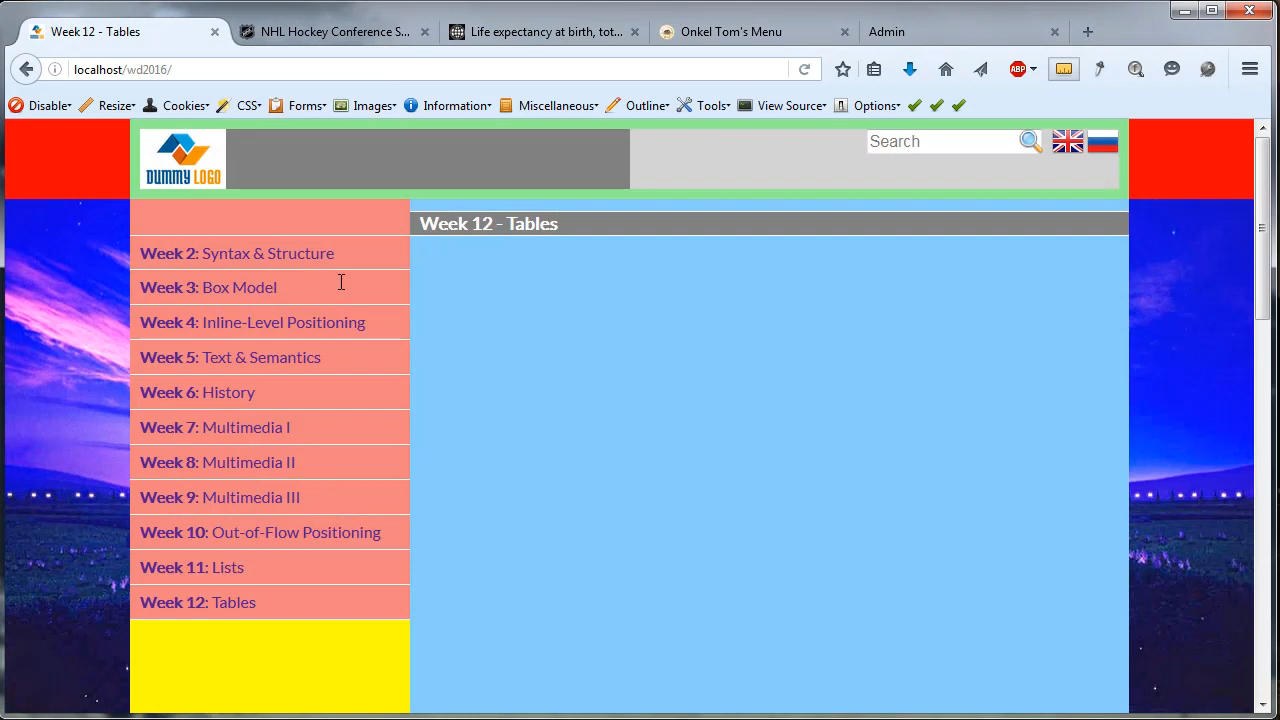 Week 12 - Tables
NHL Hockey Conference S...
Life expectancy at birth, tot...
Onkel Tom's Menu
Admin
localhost/wd2016/
ABP
Disable
Resize
Cookies
CSS
Forms
Images
Information
Miscellaneous
Outline
Tools
View Source
Options
DUMMY LOGO
Search
Week 12 - Tables
Week 2: Syntax & Structure
Week 3: Box Model
Week 4: Inline-Level Positioning
Week 5: Text & Semantics
Week 6: History
Week 7: Multimedia I
Week 8: Multimedia II
Week 9: Multimedia III
Week 10: Out-of-Flow Positioning
Week 11: Lists
Week 12: Tables